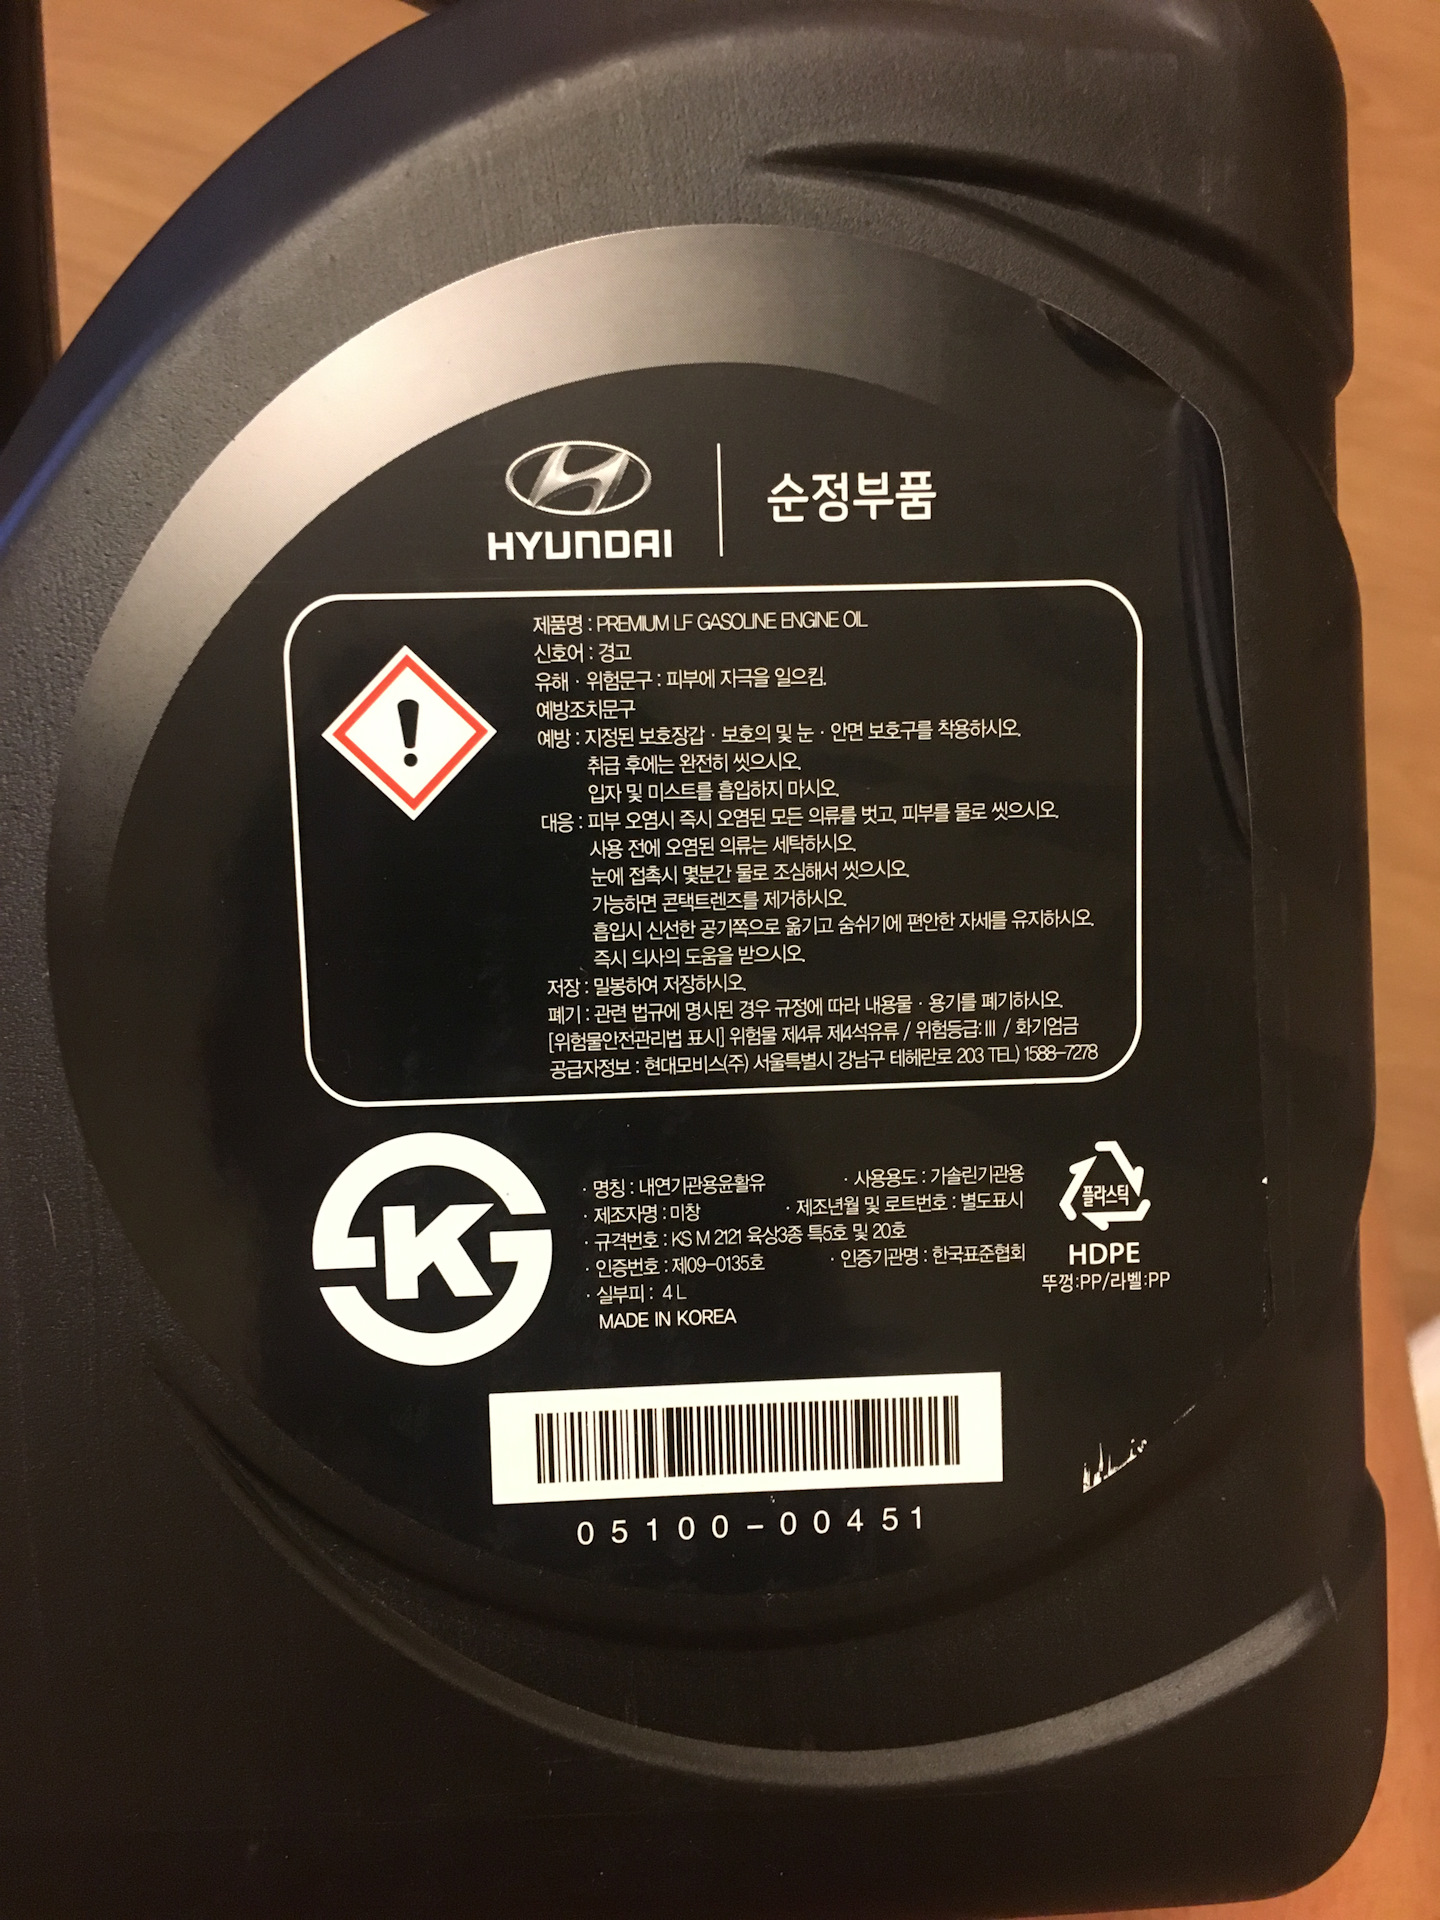 HYUNDAI
순정부품
제품명 : PREMIUM LF GASOLINE ENGINE OIL
신호어 : 경고
유해 · 위험문구 : 피부에 자극을 일으킴.
예방조치문구
예방 : 지정된 보호장갑 · 보호의 및 눈 · 안면 보호구를 착용하시오.
취급 후에는 완전히 씻으시오.
입자 및 미스트를 흡입하지 마시오.
대응 : 피부 오염시 즉시 오염된 모든 의류를 벗고, 피부를 물로 씻으시오.
사용 전에 오염된 의류는 세탁하시오.
눈에 접촉시 몇분간 물로 조심해서 씻으시오.
가능하면 콘택트렌즈를 제거하시오.
흡입시 신선한 공기쪽으로 옮기고 숨쉬기에 편안한 자세를 유지하시오.
즉시 의사의 도움을 받으시오.
저장 : 밀봉하여 저장하시오.
폐기 : 관련 법규에 명시된 경우 규정에 따라 내용물 · 용기를 폐기하시오.
[위험물안전관리법 표시] 위험물 제4류 제4석유류 / 위험등급:Ⅲ / 화기엄금
공급자정보 : 현대모비스(주) 서울특별시 강남구 테헤란로 203 TEL) 1588-7278
K
· 명칭 : 내연기관용윤활유 · 사용용도 : 가솔린기관용
· 제조자명 : 미창 · 제조년월 및 로트번호 : 별도표시
· 규격번호 : KS M 2121 육상3종 특5호 및 20호
· 인증번호 : 제09-0135호 · 인증기관명 : 한국표준협회
· 실부피 : 4 L
MADE IN KOREA
플라스틱
HDPE
뚜껑:PP/라벨:PP
05100-00451